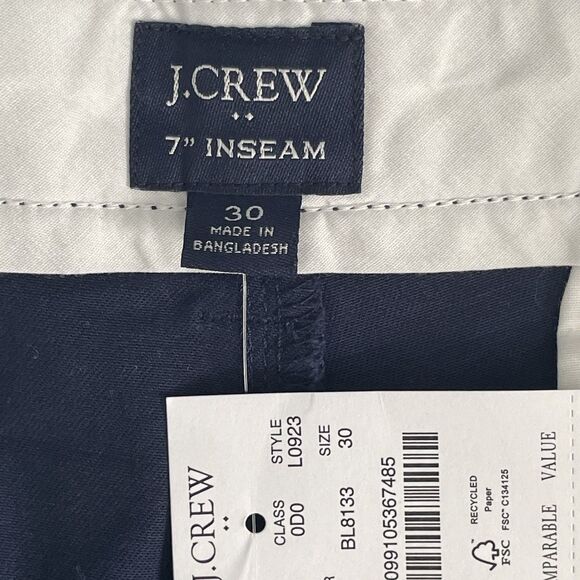 J.CREW
7" INSEAM
30
MADE IN
BANGLADESH
J.CREW
CLASS
0D0
STYLE
L0923
BL8133
SIZE
30
099105367485
RECYCLED
Paper
FSC™ C134125
FSC
VALUE